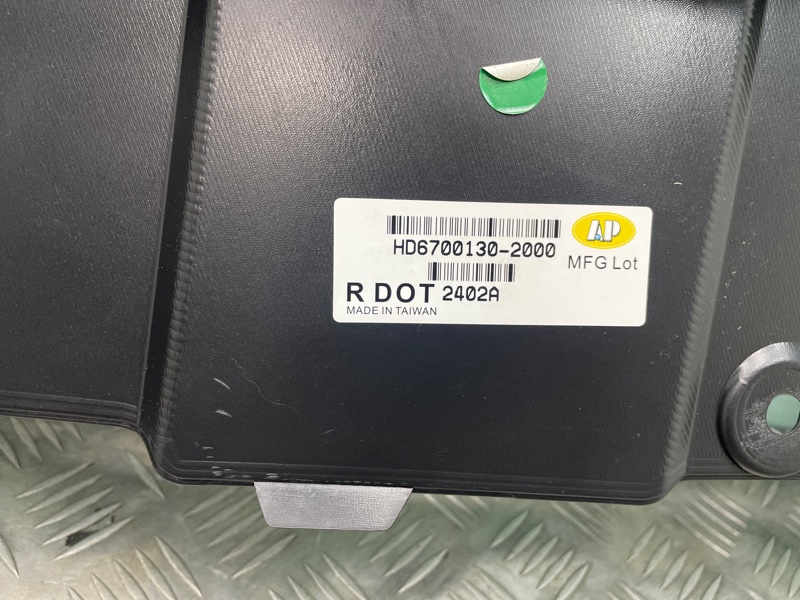 AP
HD6700130-2000
MFG Lot
R DOT 2402A
MADE IN TAIWAN